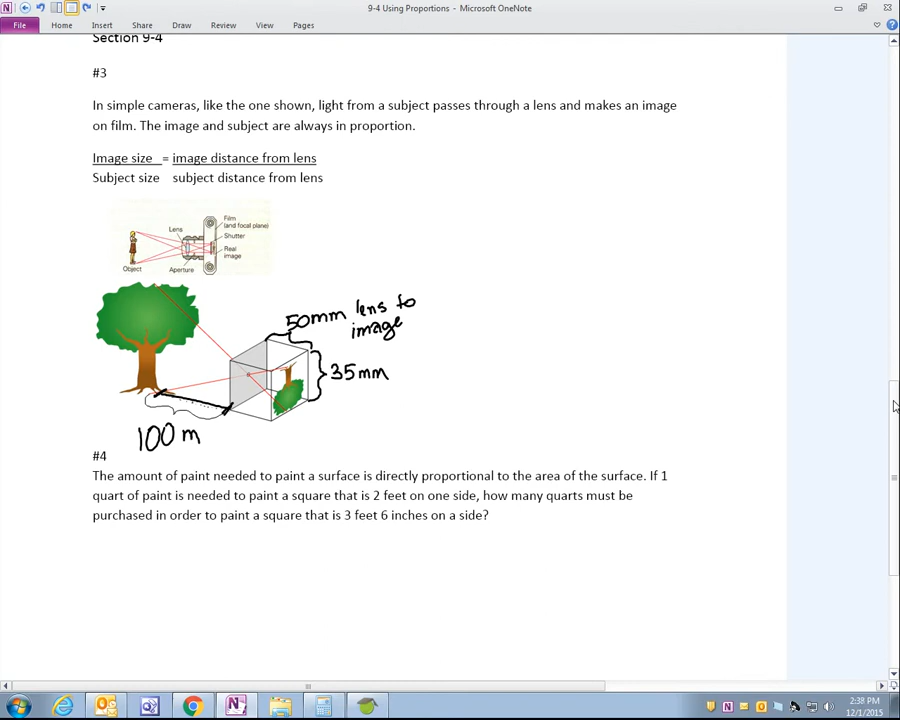 9-4 Using Proportions - Microsoft OneNote
File Home Insert Share Draw Review View Pages
Section 9-4
#3
In simple cameras, like the one shown, light from a subject passes through a lens and makes an image
on film. The image and subject are always in proportion.
Image size = image distance from lens
Subject size subject distance from lens
Film
(and focal plane)
Lens
Shutter
Real
image
Object
Aperture
50mm lens to
image
35mm
100 m
#4
The amount of paint needed to paint a surface is directly proportional to the area of the surface. If 1
quart of paint is needed to paint a square that is 2 feet on one side, how many quarts must be
purchased in order to paint a square that is 3 feet 6 inches on a side?
2:38 PM
12/1/2015